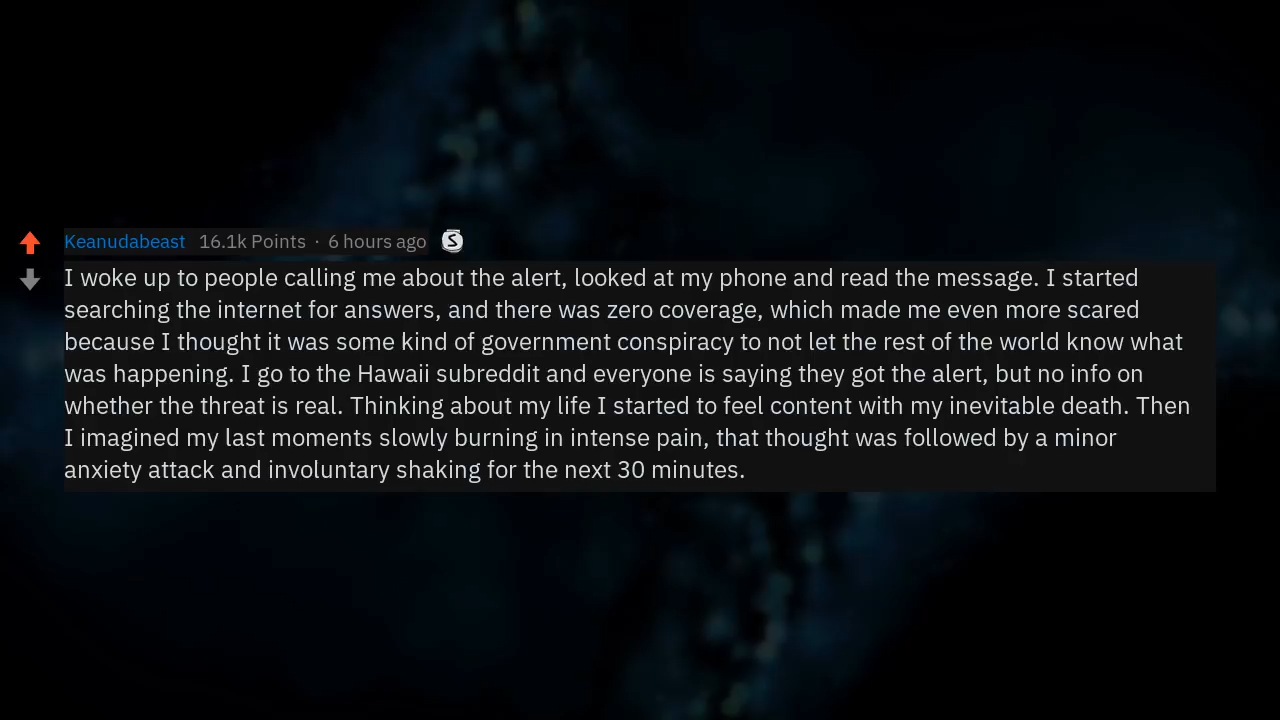 Keanudabeast 16.1k Points · 6 hours ago S
I woke up to people calling me about the alert, looked at my phone and read the message. I started
searching the internet for answers, and there was zero coverage, which made me even more scared
because I thought it was some kind of government conspiracy to not let the rest of the world know what
was happening. I go to the Hawaii subreddit and everyone is saying they got the alert, but no info on
whether the threat is real. Thinking about my life I started to feel content with my inevitable death. Then
I imagined my last moments slowly burning in intense pain, that thought was followed by a minor
anxiety attack and involuntary shaking for the next 30 minutes.